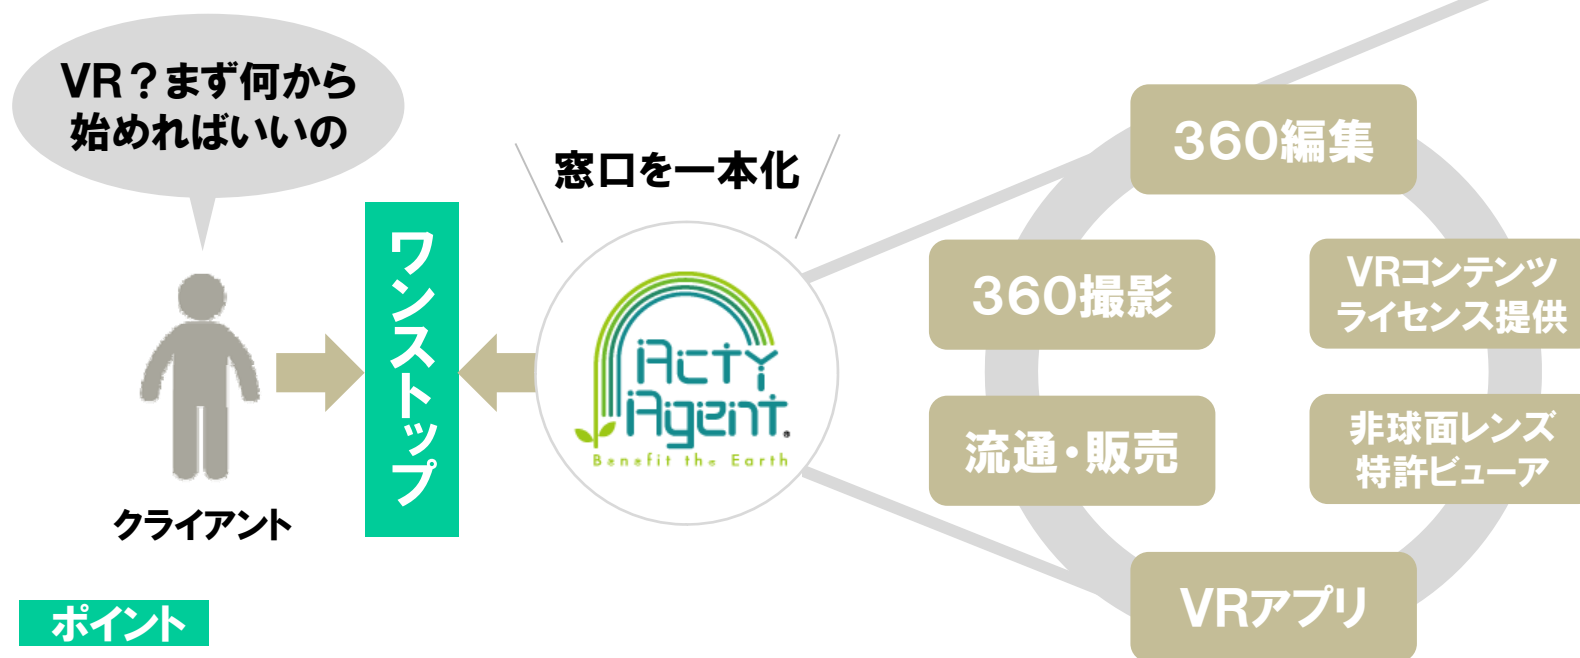 VR？まず何から
始めればいいの
窓口を一本化
ワンストップ
Acty
Agent®
Benefit the Earth
クライアント
360編集
360撮影
VRコンテンツ
ライセンス提供
流通・販売
非球面レンズ
特許ビューア
VRアプリ
ポイント